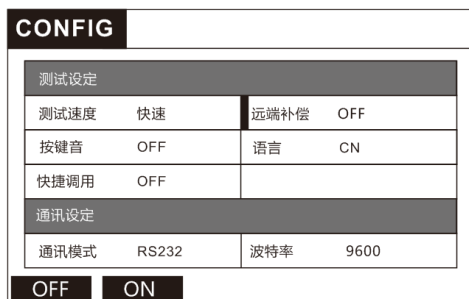 CONFIG
测试设定
测试速度 快速 远端补偿 OFF
按键音 OFF 语言 CN
快捷调用 OFF
通讯设定
通讯模式 RS232 波特率 9600
OFF ON